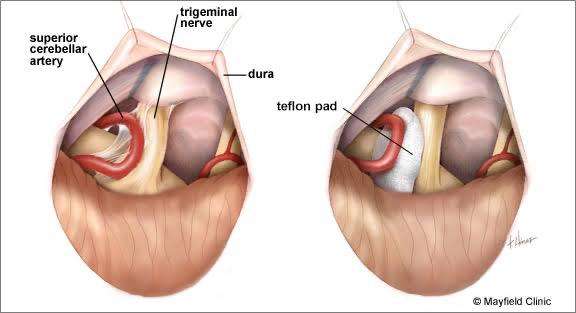 superior
cerebellar
artery
trigeminal
nerve
dura
teflon pad
© Mayfield Clinic